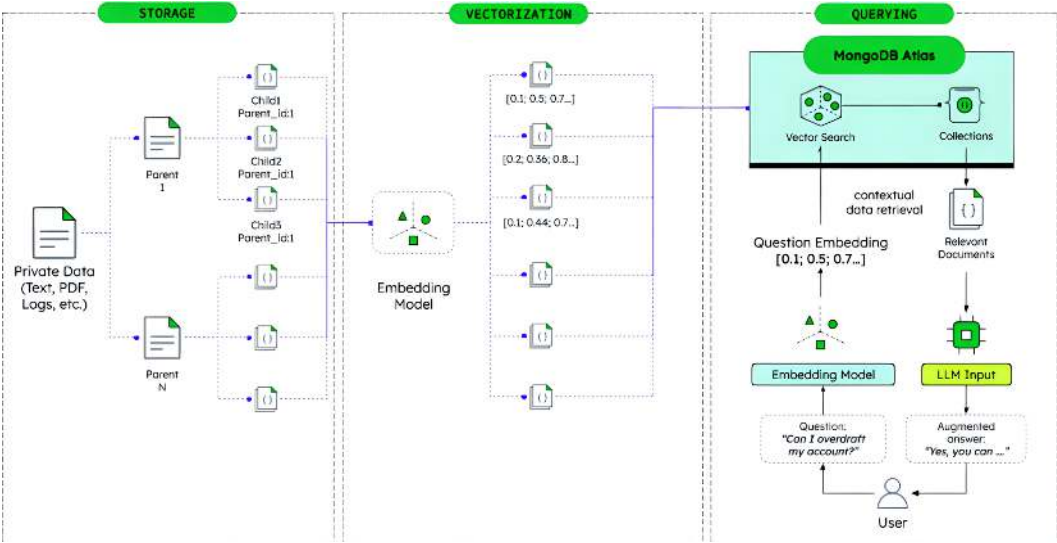 STORAGE
VECTORIZATION
QUERYING
Child1
Parent_id:1
Child2
Parent_id:1
Child3
Parent_id:1
Parent
1
Private Data
(Text, PDF,
Logs, etc.)
Parent
N
Embedding
Model
[0.1; 0.5; 0.7...]
[0.2; 0.36; 0.8...]
[0.1; 0.44; 0.7...]
MongoDB Atlas
Vector Search
Collections
contextual
data retrieval
Question Embedding
[0.1; 0.5; 0.7...]
Relevant
Documents
Embedding Model
LLM Input
Question:
"Can I overdraft
my account?"
Augmented
answer:
"Yes, you can ...."
User